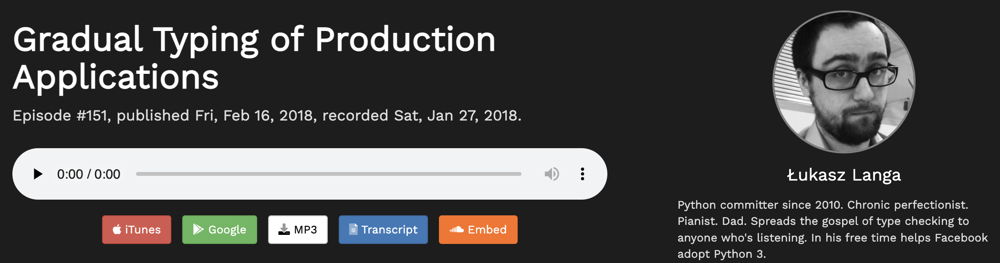 Gradual Typing of Production
Applications
Episode #151, published Fri, Feb 16, 2018, recorded Sat, Jan 27, 2018.
0:00 / 0:00
iTunes
Google
MP3
Transcript
Embed
Łukasz Langa
Python committer since 2010. Chronic perfectionist.
Pianist. Dad. Spreads the gospel of type checking to
anyone who's listening. In his free time helps Facebook
adopt Python 3.